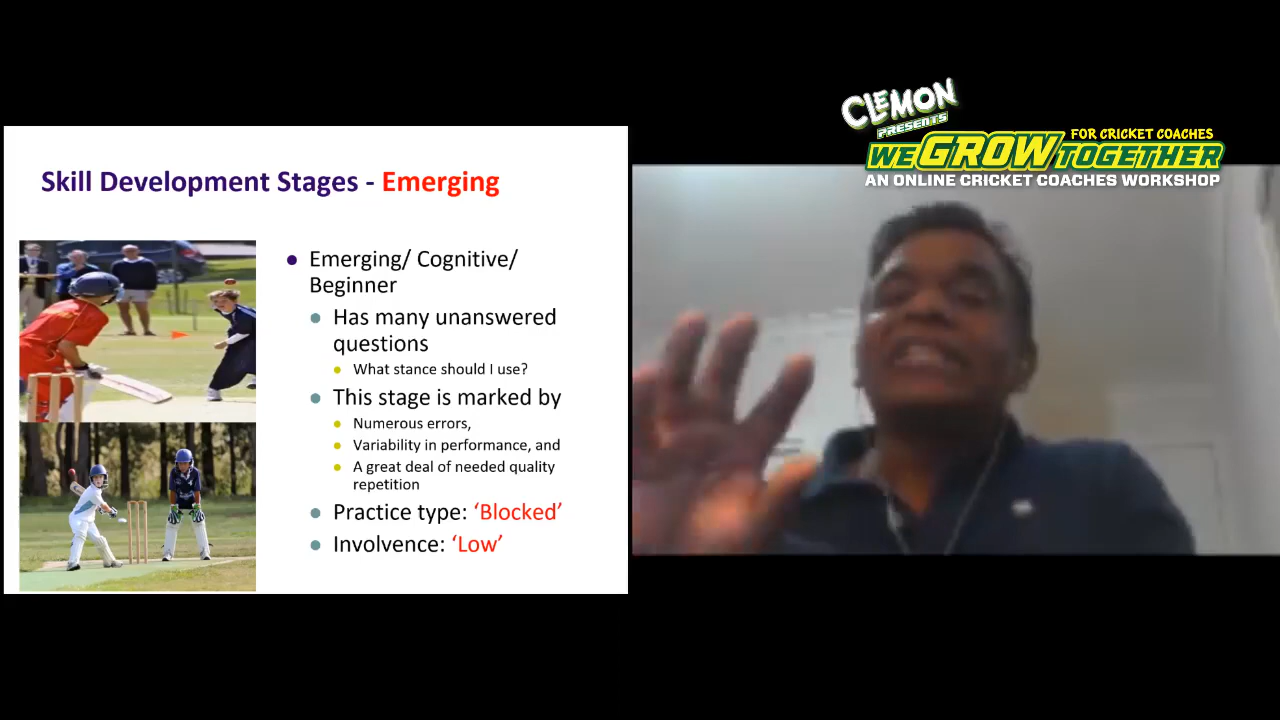 CLEMON
PRESENTS
FOR CRICKET COACHES
WE GROW TOGETHER
AN ONLINE CRICKET COACHES WORKSHOP
Skill Development Stages - Emerging
Emerging/ Cognitive/
Beginner
Has many unanswered
questions
What stance should I use?
This stage is marked by
Numerous errors,
Variability in performance, and
A great deal of needed quality
repetition
Practice type: ‘Blocked’
Involvence: ‘Low’